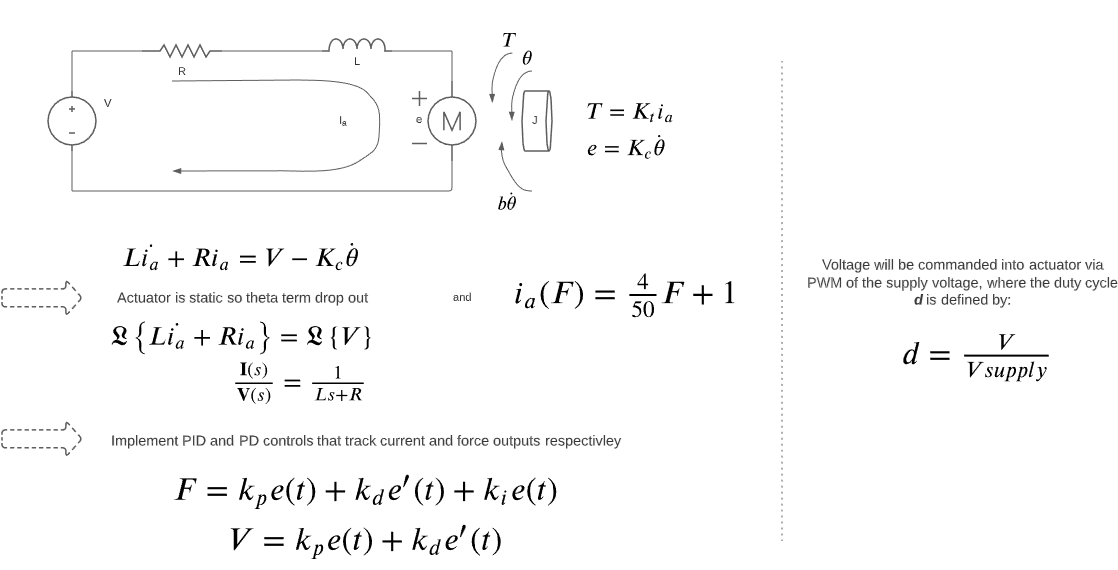 R
L
V
+
−
I_a
+
e
−
M
T
θ
J
bθ̇
T = K_t i_a
e = K_c θ̇
Li̇_a + Ri_a = V − K_c θ̇
Actuator is static so theta term drop out
and
i_a(F) = 4/50 F + 1
𝕷{Li̇_a + Ri_a} = 𝕷{V}
I(s)/V(s) = 1/(Ls+R)
Implement PID and PD controls that track current and force outputs respectivley
F = k_p e(t) + k_d e′(t) + k_i e(t)
V = k_p e(t) + k_d e′(t)
Voltage will be commanded into actuator via
PWM of the supply voltage, where the duty cycle
d is defined by:
d = V/Vsupply